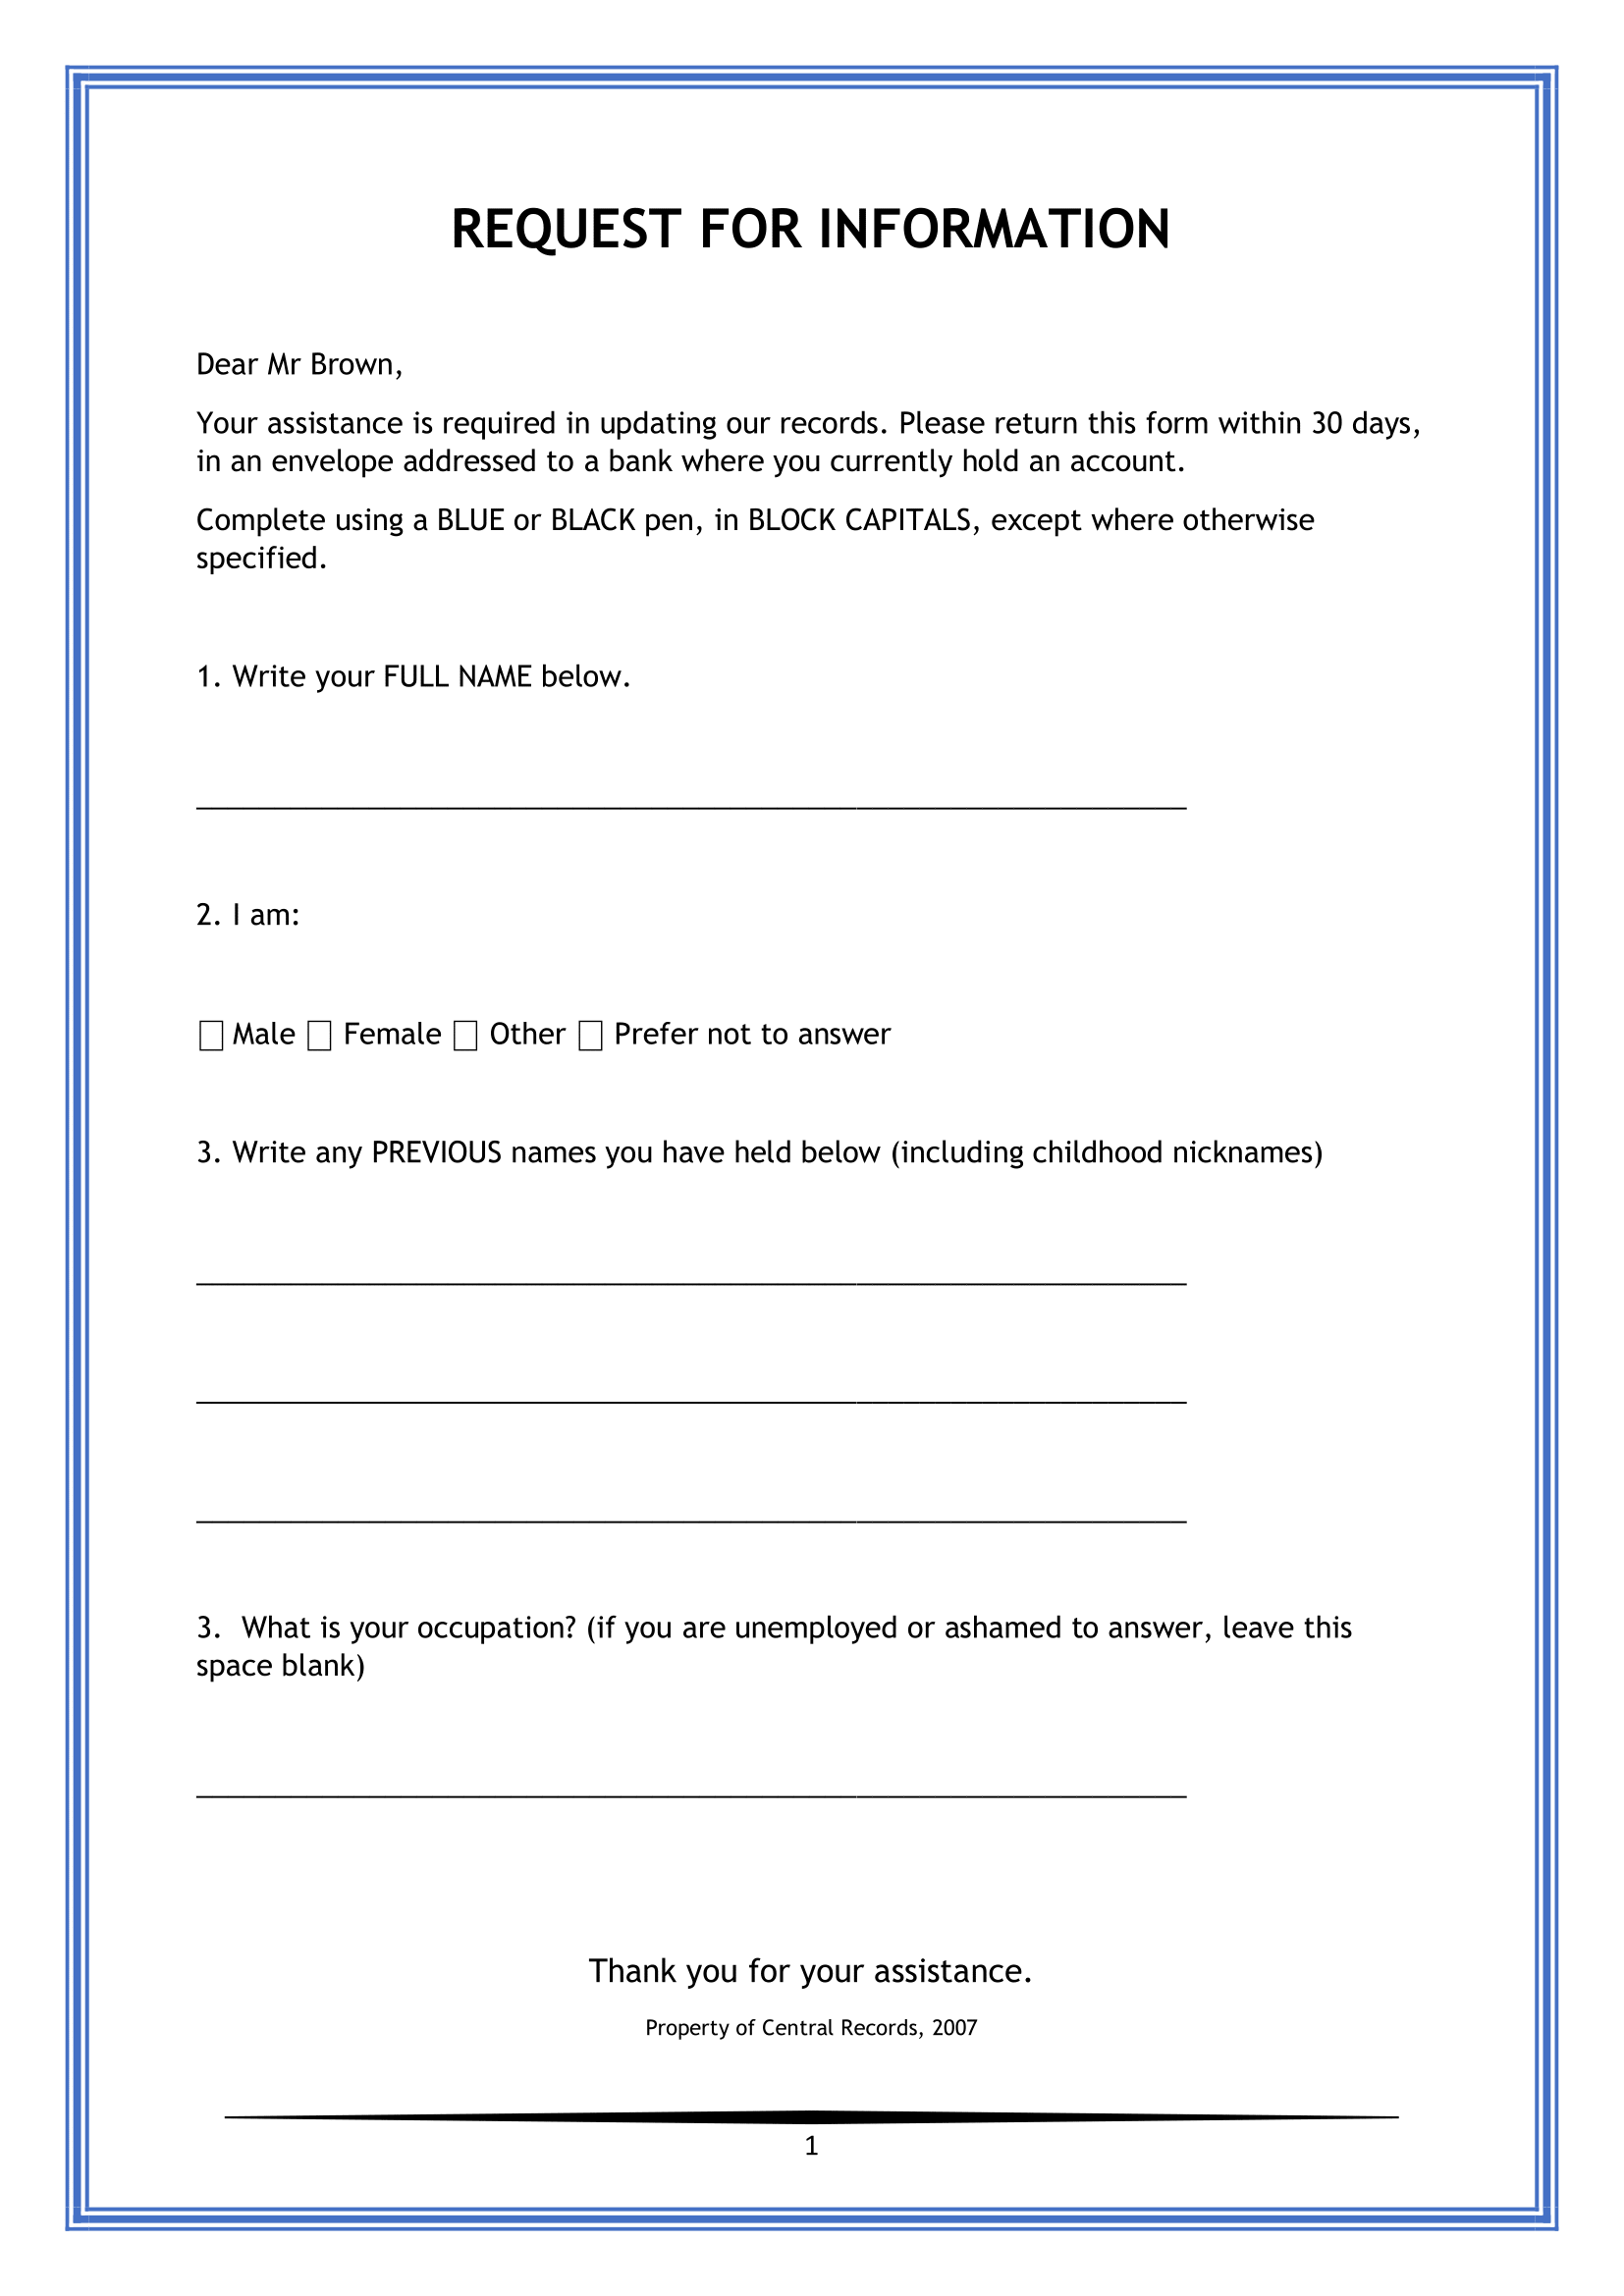 REQUEST FOR INFORMATION
Dear Mr Brown,
Your assistance is required in updating our records. Please return this form within 30 days,
in an envelope addressed to a bank where you currently hold an account.
Complete using a BLUE or BLACK pen, in BLOCK CAPITALS, except where otherwise
specified.
1. Write your FULL NAME below.
2. I am:
Male Female Other Prefer not to answer
3. Write any PREVIOUS names you have held below (including childhood nicknames)
3. What is your occupation? (if you are unemployed or ashamed to answer, leave this
space blank)
Thank you for your assistance.
Property of Central Records, 2007
1